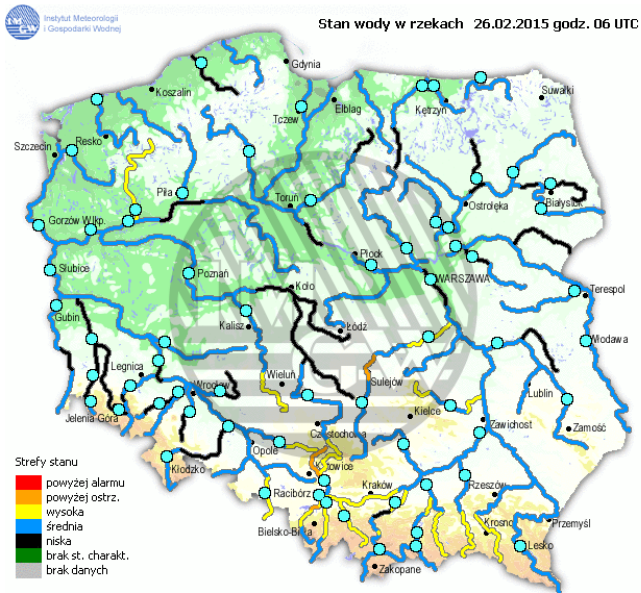 Instytut Meteorologii
i Gospodarki Wodnej
Stan wody w rzekach 26.02.2015 godz. 06 UTC
Gdynia
Koszalin
Suwałki
Elbląg
Kętrzyn
Tczew
Resko
Szczecin
Piła
Toruń
Ostrołęka
Białystok
Gorzów Wlkp.
Płock
Słubice
Poznań
WARSZAWA
Koło
Terespol
Gubin
Kalisz
Łódź
Włodawa
Legnica
Wieluń
Sulejów
Wrocław
Lublin
Jelenia Góra
Kielce
Zawichost
Częstochowa
Zamość
Opole
Kłodzko
Katowice
Racibórz
Kraków
Rzeszów
Bielsko-Biała
Krosno
Przemyśl
Lesko
Zakopane
Strefy stanu
powyżej alarmu
powyżej ostrz.
wysoka
średnia
niska
brak st. charakt.
brak danych